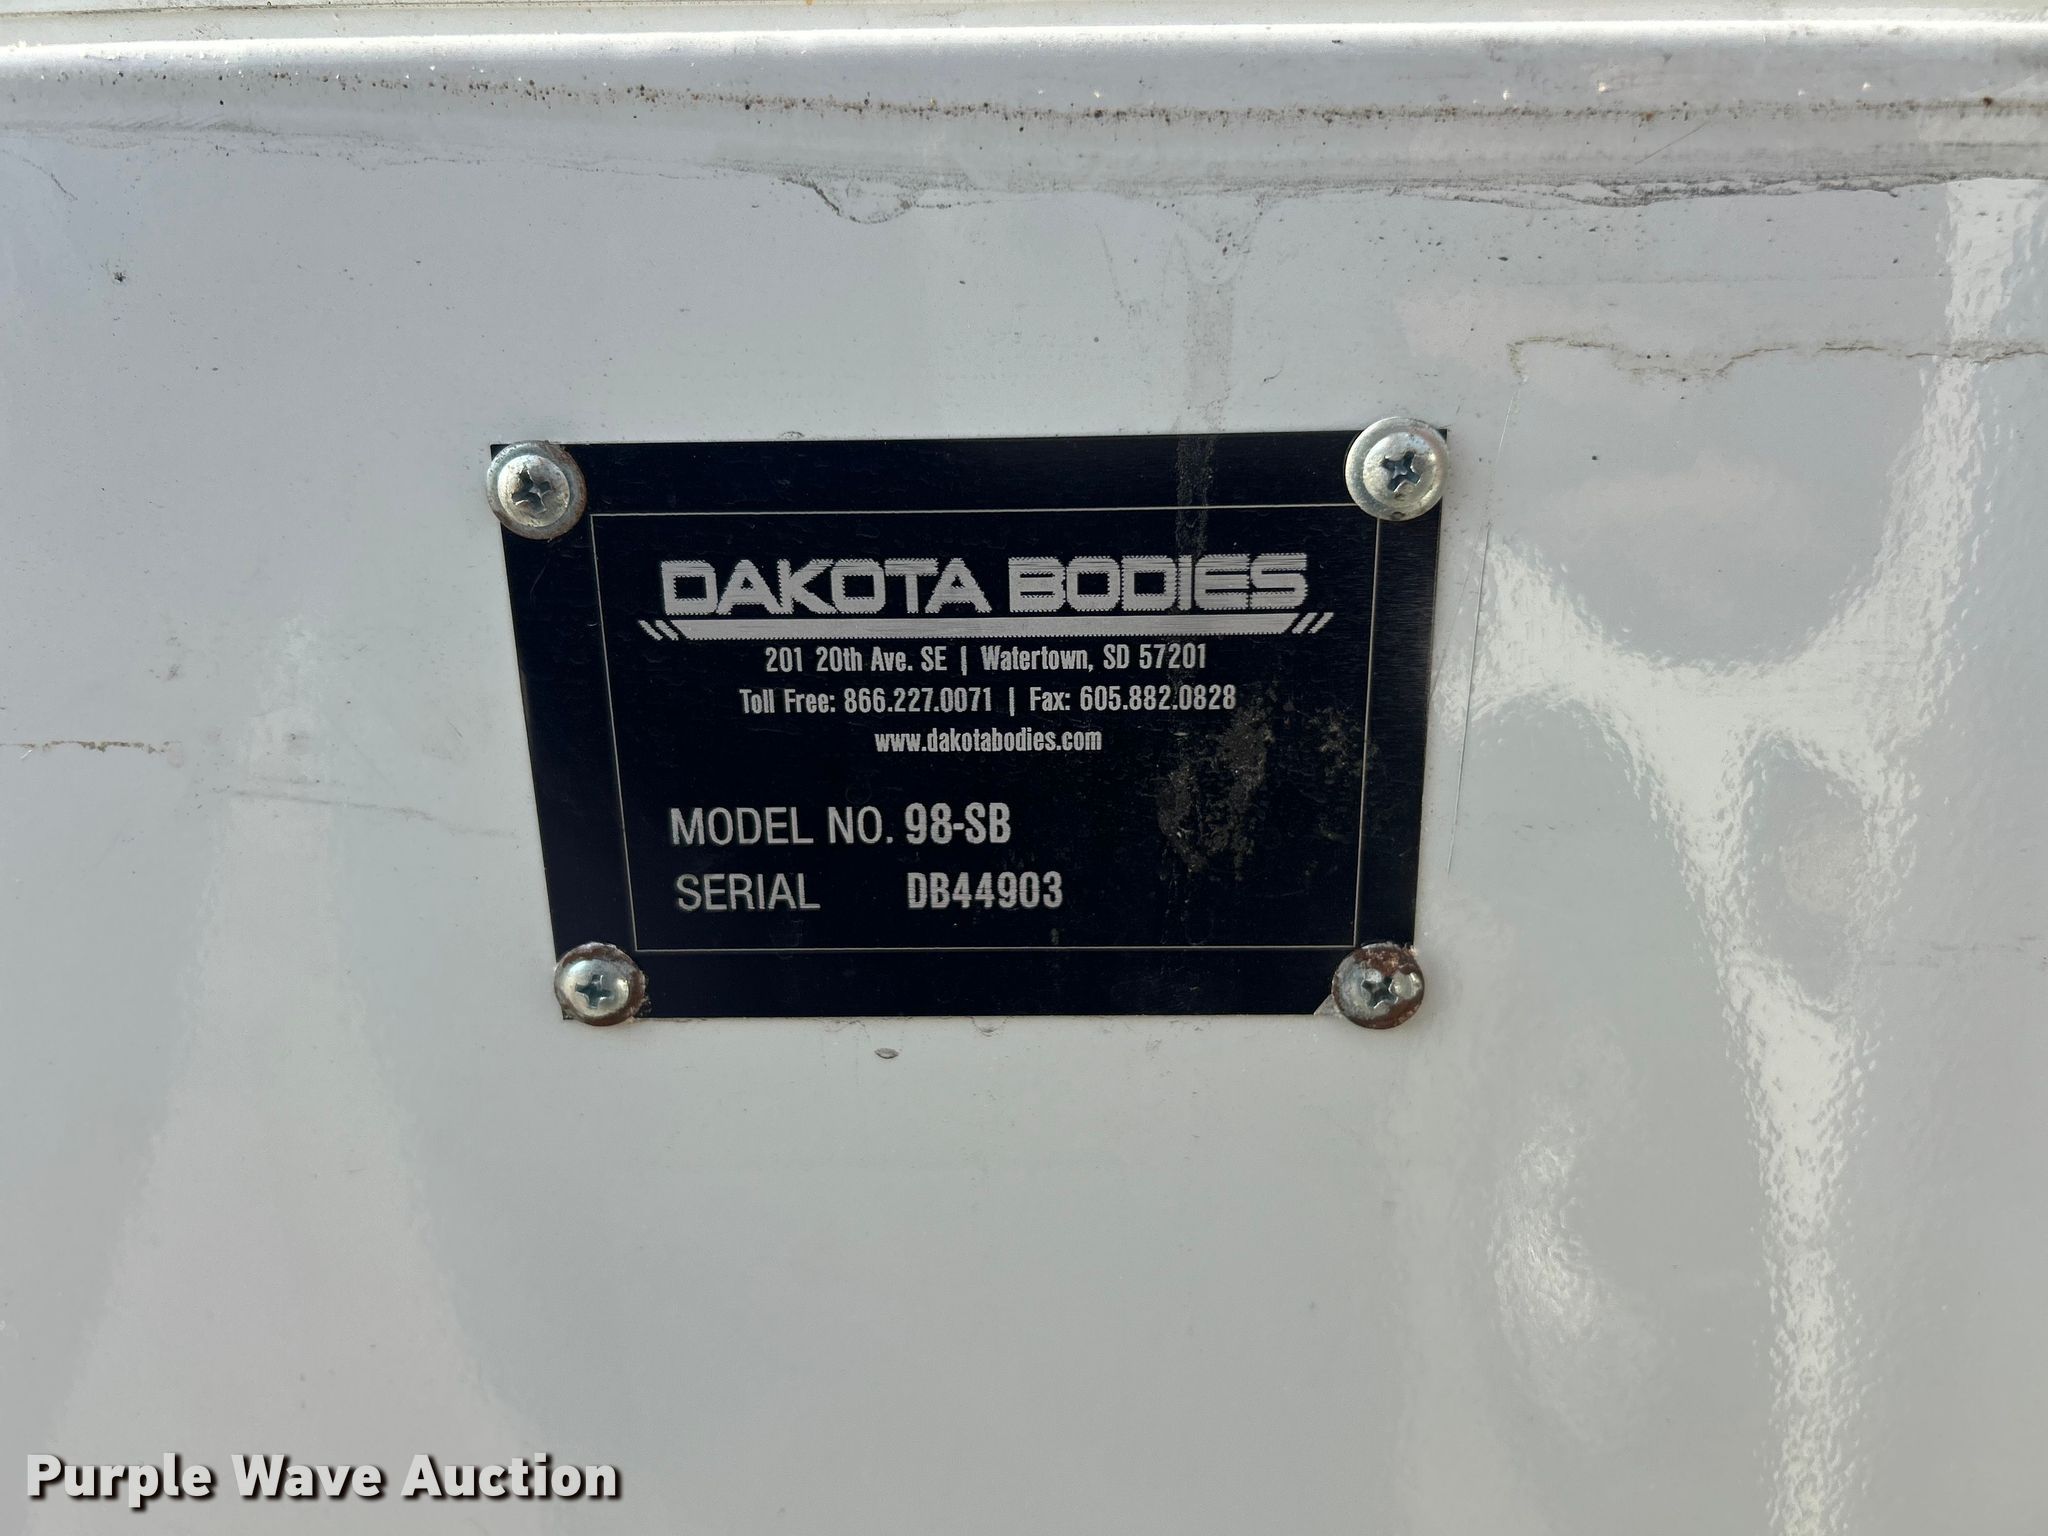 DAKOTA BODIES
201 20th Ave. SE | Watertown, SD 57201
Toll Free: 866.227.0071 | Fax: 605.882.0828
www.dakotabodies.com
MODEL NO. 98-SB
SERIAL DB44903
Purple Wave Auction